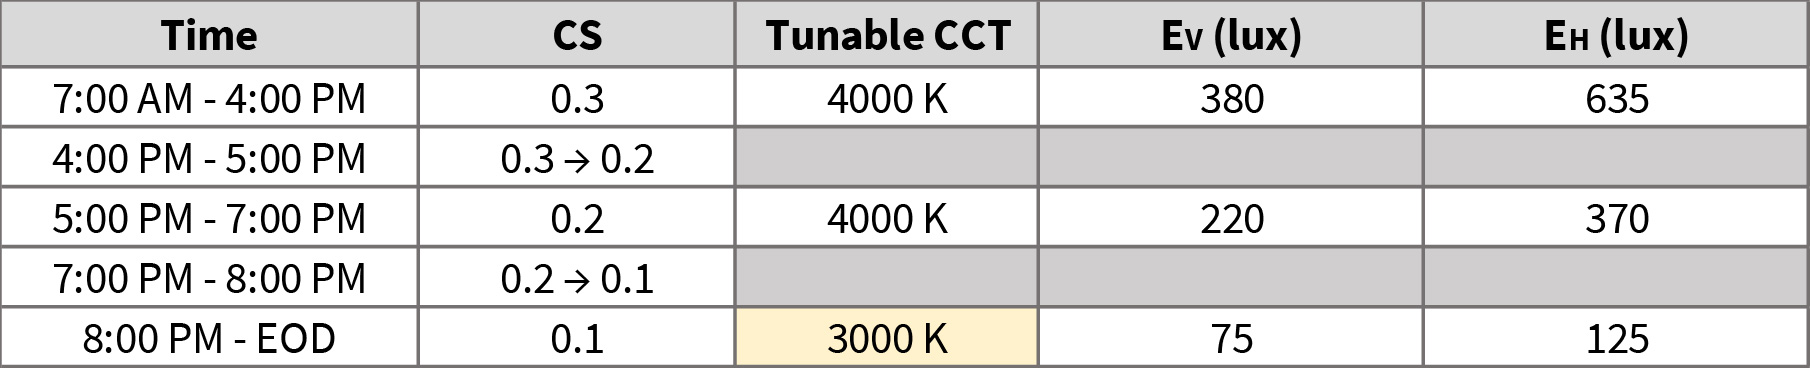 Time CS Tunable CCT EV (lux) EH (lux)
7:00 AM - 4:00 PM 0.3 4000 K 380 635
4:00 PM - 5:00 PM 0.3 → 0.2
5:00 PM - 7:00 PM 0.2 4000 K 220 370
7:00 PM - 8:00 PM 0.2 → 0.1
8:00 PM - EOD 0.1 3000 K 75 125